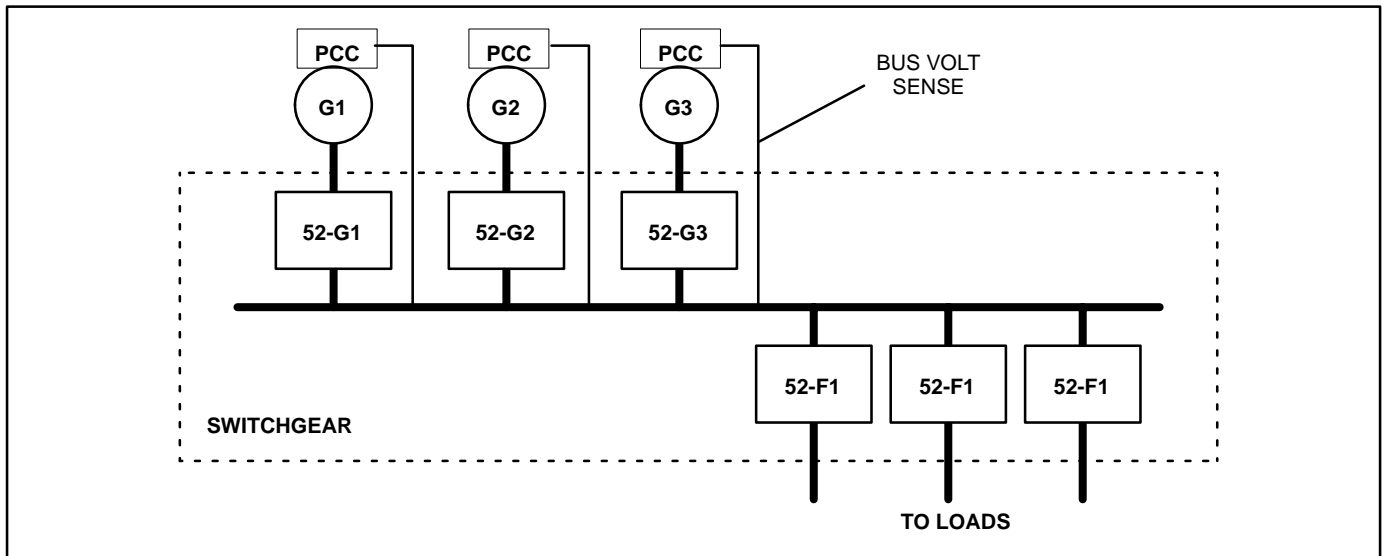 PCC
PCC
PCC
BUS VOLT
SENSE
G1
G2
G3
52-G1
52-G2
52-G3
52-F1
52-F1
52-F1
SWITCHGEAR
TO LOADS